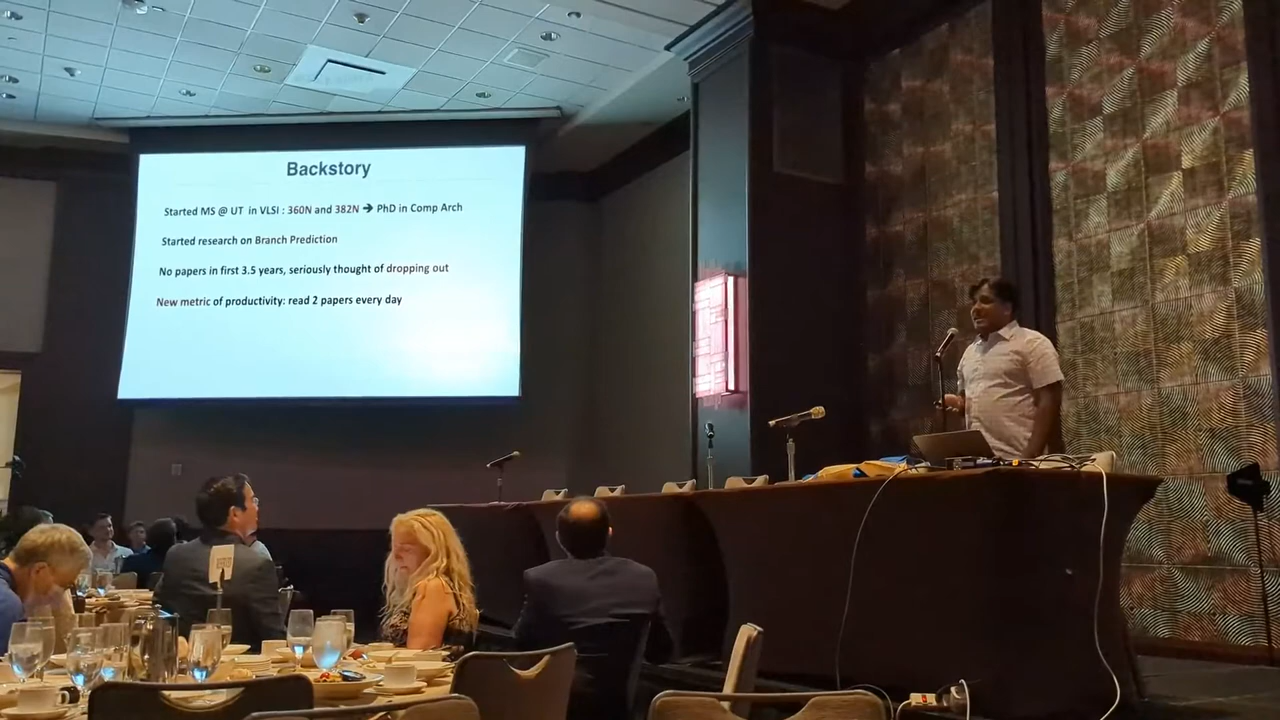 Backstory
Started MS @ UT in VLSI : 360N and 382N ➔ PhD in Comp Arch
Started research on Branch Prediction
No papers in first 3.5 years, seriously thought of dropping out
New metric of productivity: read 2 papers every day